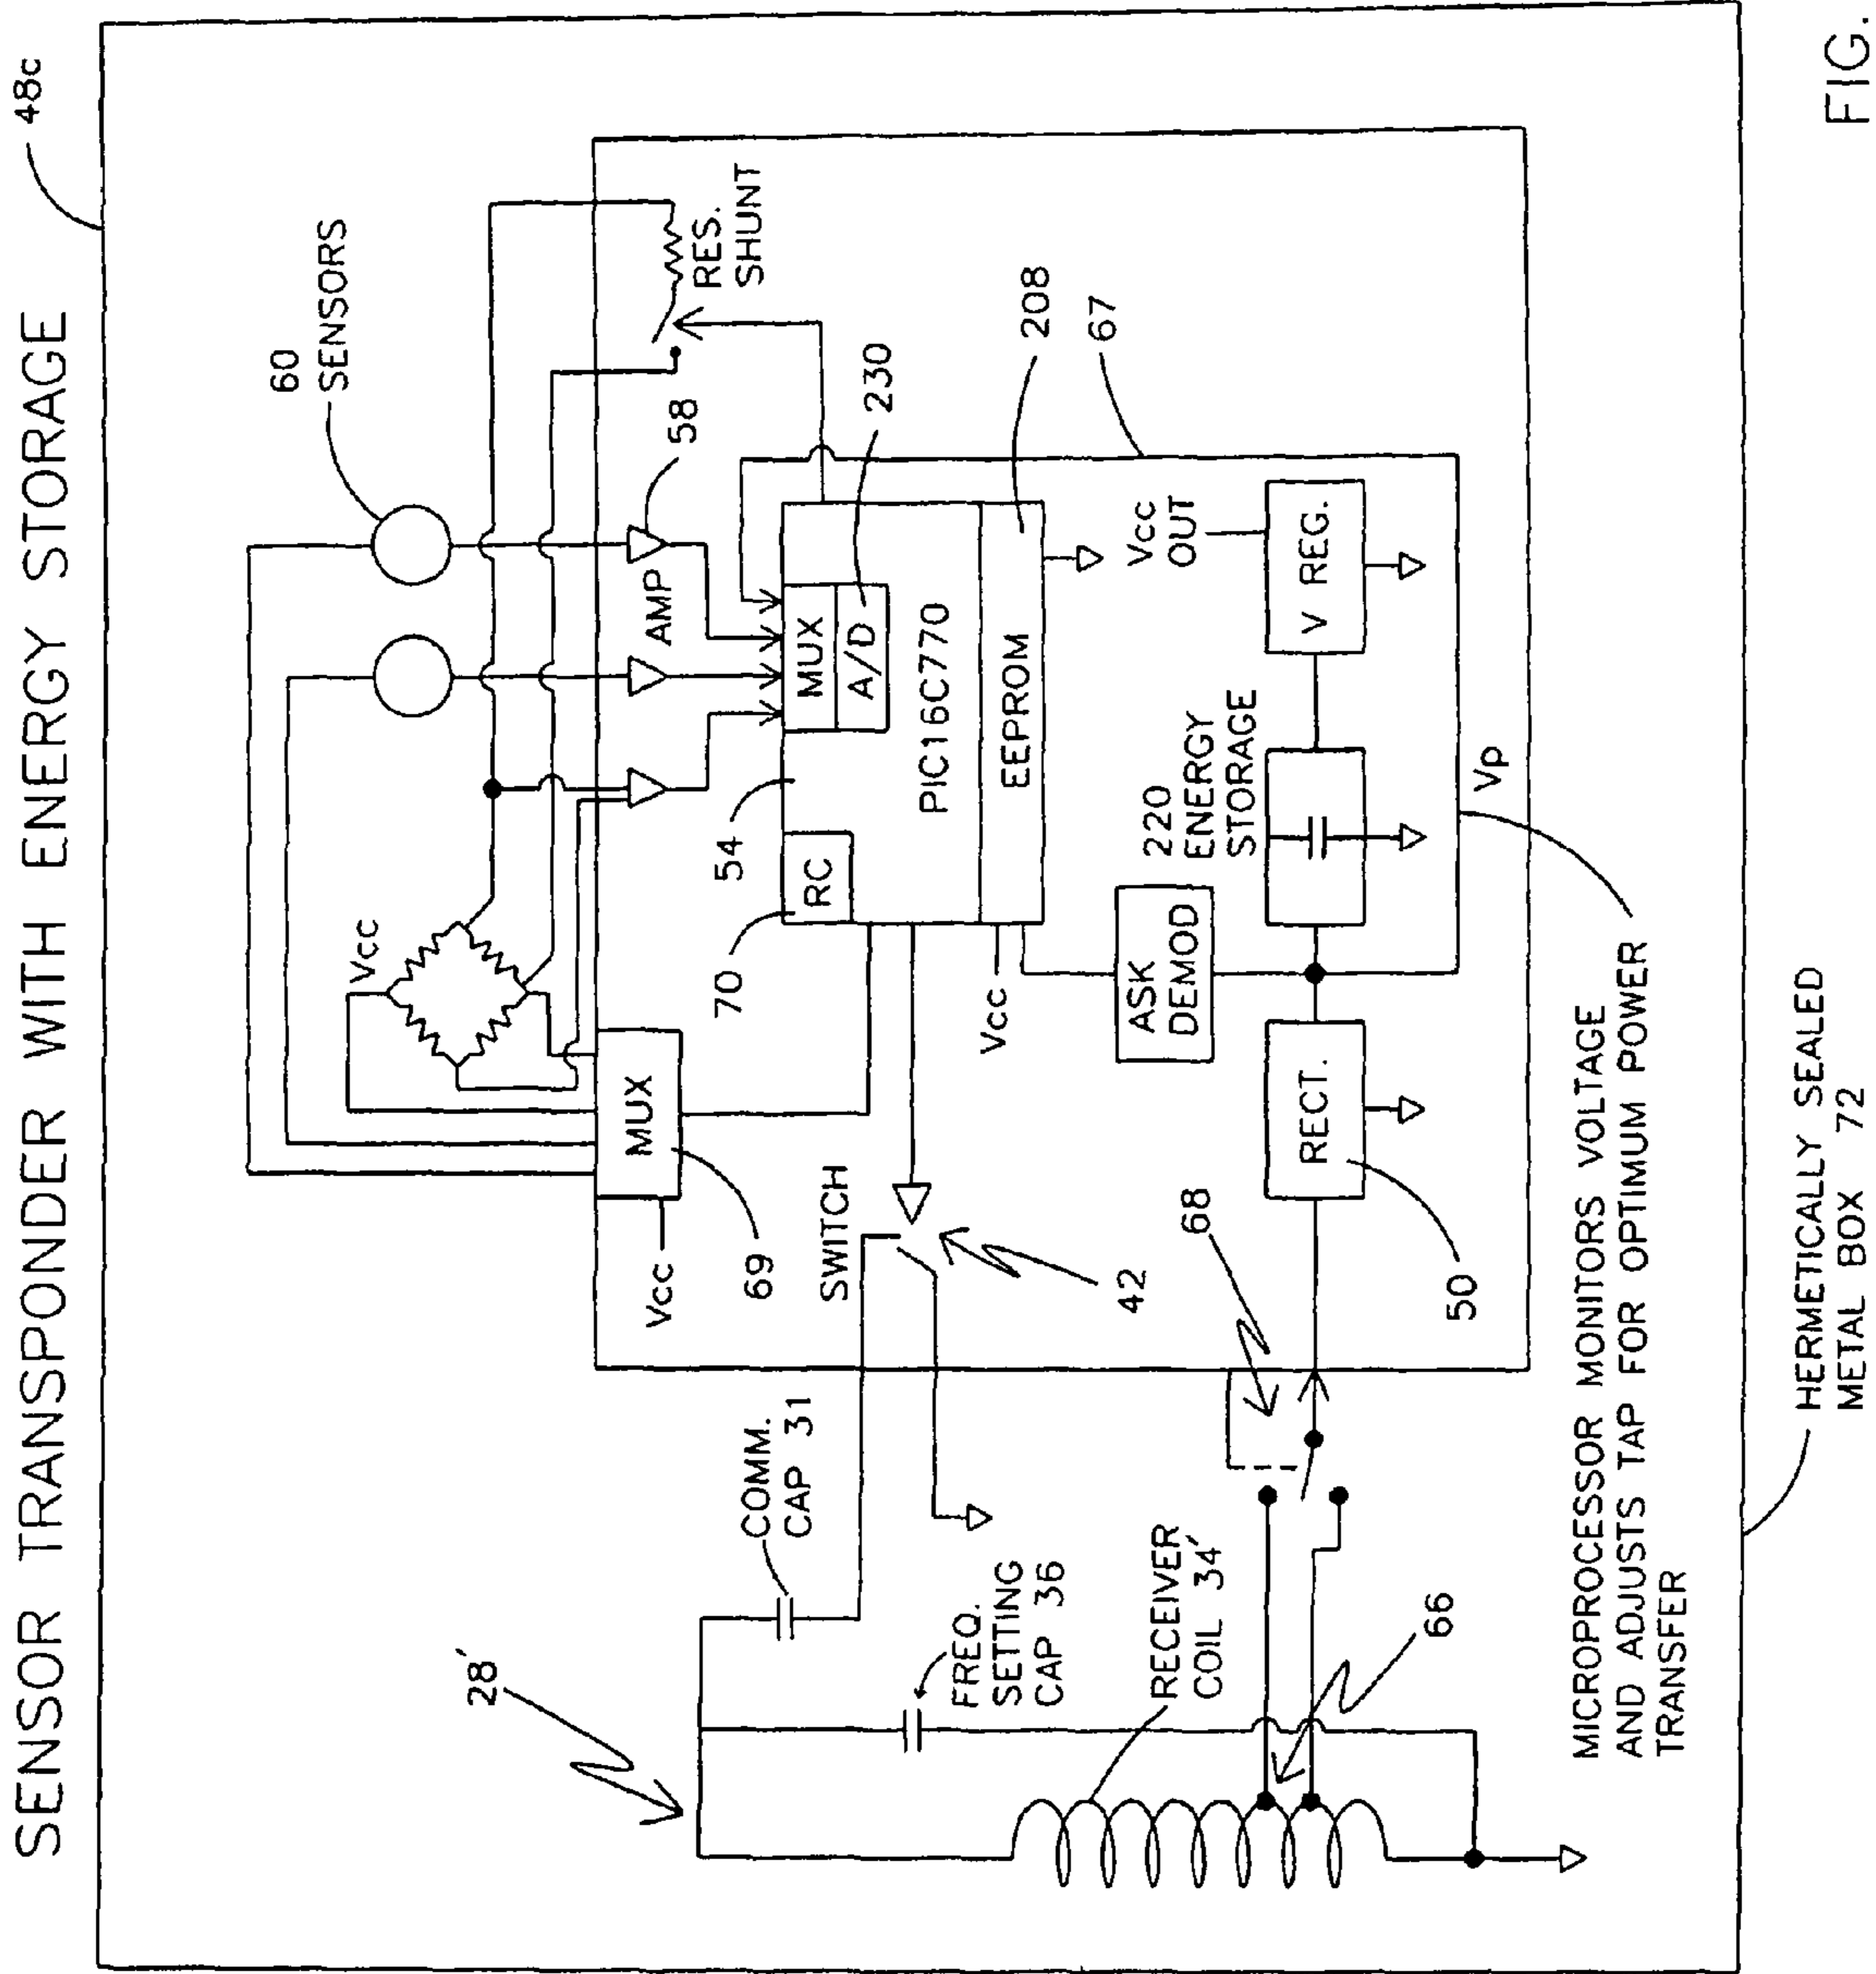 SENSOR TRANSPONDER WITH ENERGY STORAGE
48c
60
SENSORS
Vcc
RES.
SHUNT
58
AMP
MUX
Vcc
69
70
RC
54
MUX
A/D
230
PIC16C770
EEPROM
208
67
28'
COMM.
CAP 31
SWITCH
42
FREQ.
SETTING
CAP 36
Vcc
ASK
DEMOD
220
ENERGY
STORAGE
Vcc
OUT
RECEIVER
COIL 34'
68
RECT.
V REG.
66
50
Vp
MICROPROCESSOR MONITORS VOLTAGE
AND ADJUSTS TAP FOR OPTIMUM POWER
TRANSFER
HERMETICALLY SEALED
METAL BOX 72
FIG.